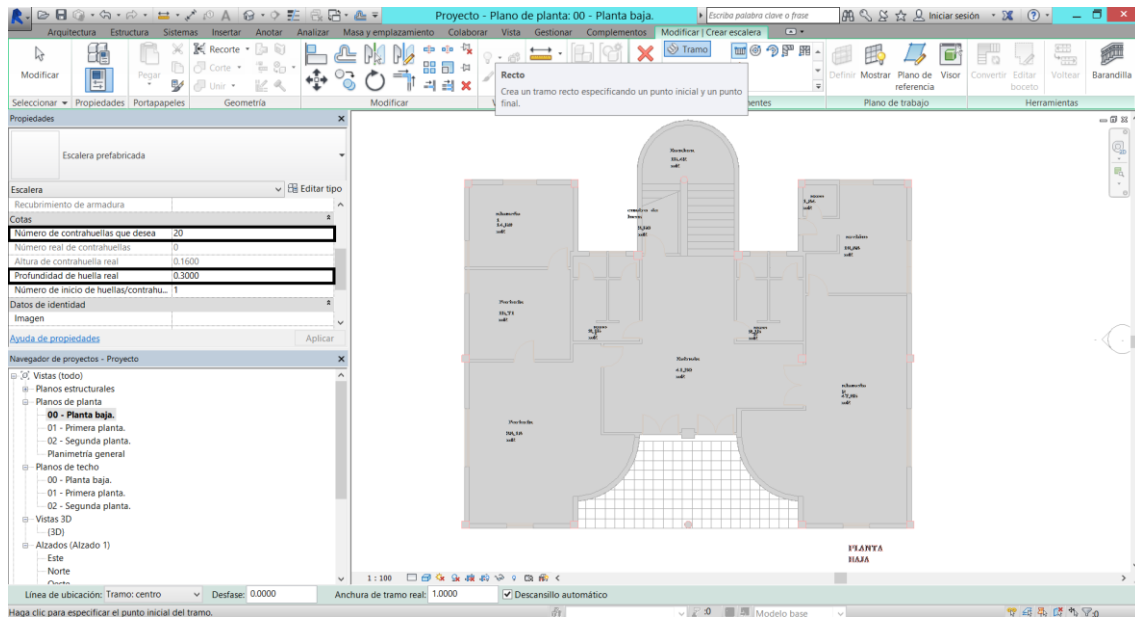 Proyecto - Plano de planta: 00 - Planta baja.
Escriba palabra clave o frase
Iniciar sesión
Arquitectura Estructura Sistemas Insertar Anotar Analizar Masa y emplazamiento Colaborar Vista Gestionar Complementos Modificar | Crear escalera
Modificar
Pegar
Recorte
Cortar
Unir
Tramo
Definir Mostrar Plano de referencia Visor
Convertir Editar boceto Voltear Barandilla
Seleccionar Propiedades Portapapeles Geometría Modificar
Plano de trabajo Herramientas
Recto
Crea un tramo recto especificando un punto inicial y un punto
final.
Propiedades
Escalera prefabricada
Escalera
Editar tipo
Recubrimiento de armadura
Cotas
Número de contrahuellas que desea 20
Número real de contrahuellas 0
Altura de contrahuella real 0.1600
Profundidad de huella real 0.3000
Número de inicio de huellas/contrahu... 1
Datos de identidad
Imagen
Ayuda de propiedades
Aplicar
Navegador de proyectos - Proyecto
Vistas (todo)
Planos estructurales
Planos de planta
00 - Planta baja.
01 - Primera planta.
02 - Segunda planta.
Planimetría general
Planos de techo
00 - Planta baja.
01 - Primera planta.
02 - Segunda planta.
Vistas 3D
{3D}
Alzados (Alzado 1)
Este
Norte
Oeste
PLANTA
BAJA
1 : 100
Línea de ubicación: Tramo: centro Desfase: 0.0000 Anchura de tramo real: 1.0000 Descansillo automático
Haga clic para especificar el punto inicial del tramo.
:0
Modelo base
:0